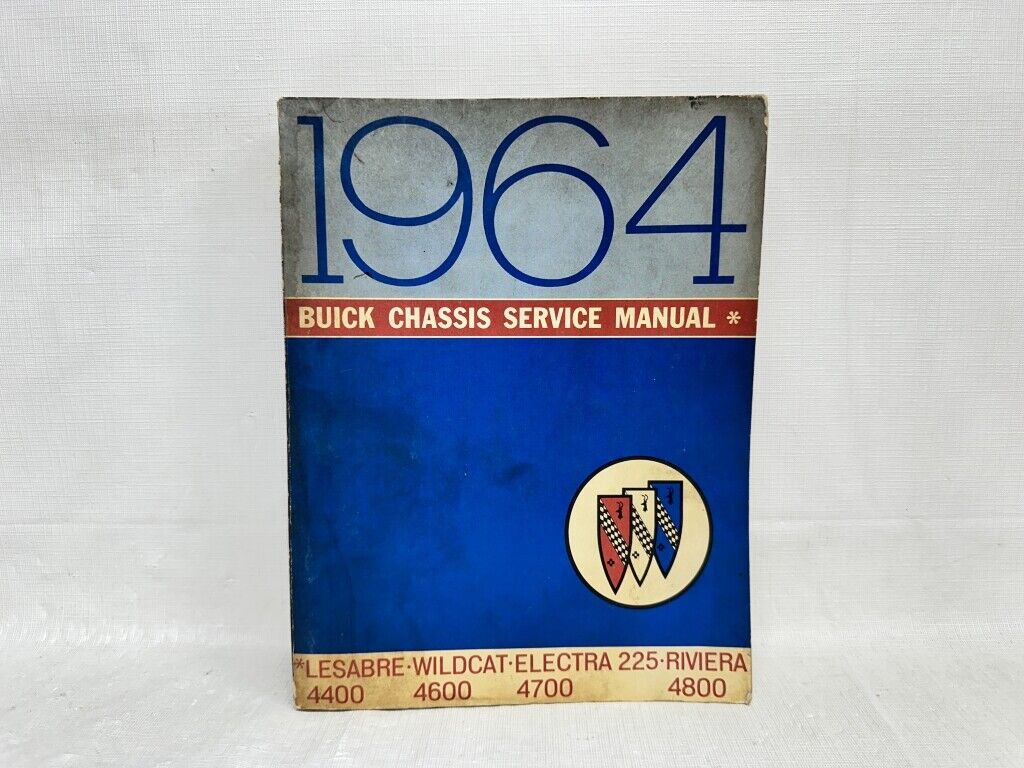 1964
BUICK CHASSIS SERVICE MANUAL *
*LESABRE·WILDCAT·ELECTRA 225·RIVIERA
4400 4600 4700 4800